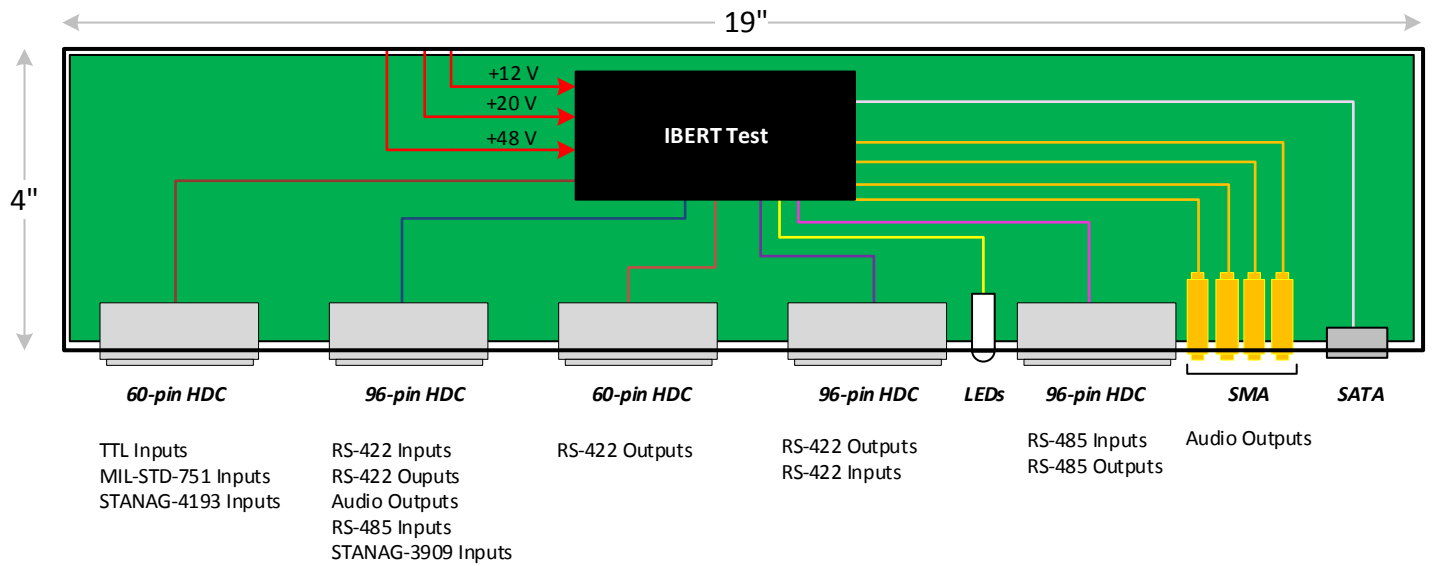 19"
+12 V
+20 V
+48 V
IBERT Test
4"
60-pin HDC
96-pin HDC
60-pin HDC
96-pin HDC
LEDs
96-pin HDC
SMA
SATA
TTL Inputs
MIL-STD-751 Inputs
STANAG-4193 Inputs
RS-422 Inputs
RS-422 Ouputs
Audio Outputs
RS-485 Inputs
STANAG-3909 Inputs
RS-422 Outputs
RS-422 Outputs
RS-422 Inputs
RS-485 Inputs
RS-485 Outputs
Audio Outputs